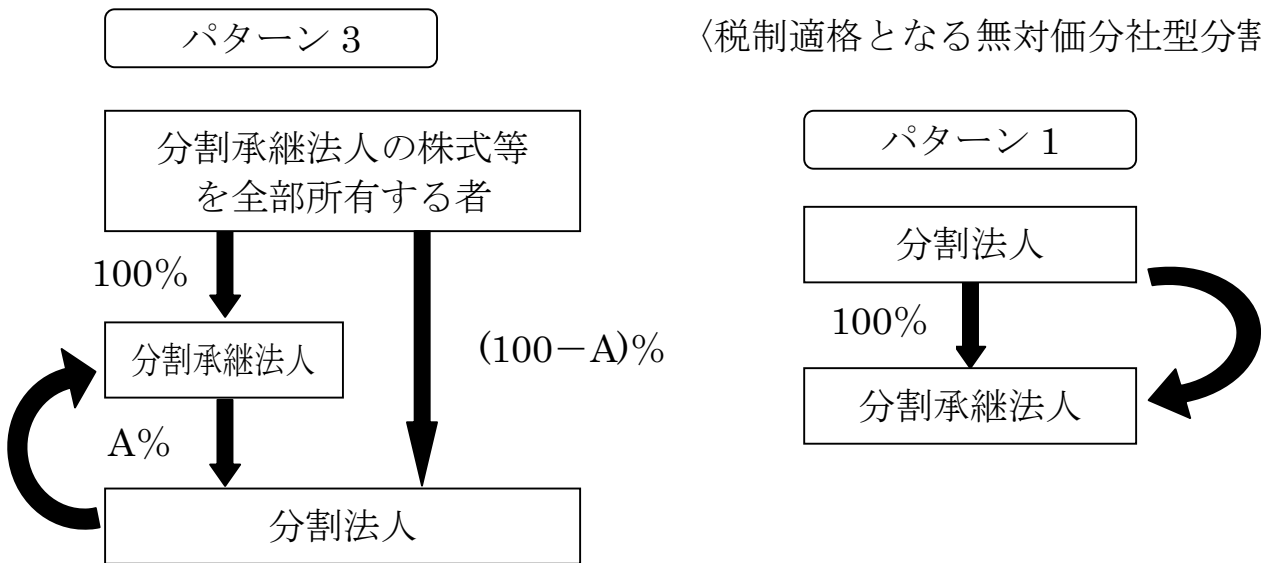 パターン 3
分割承継法人の株式等
を全部所有する者
100%
分割承継法人
(100－A)%
A%
分割法人
〈税制適格となる無対価分社型分割
パターン 1
分割法人
100%
分割承継法人